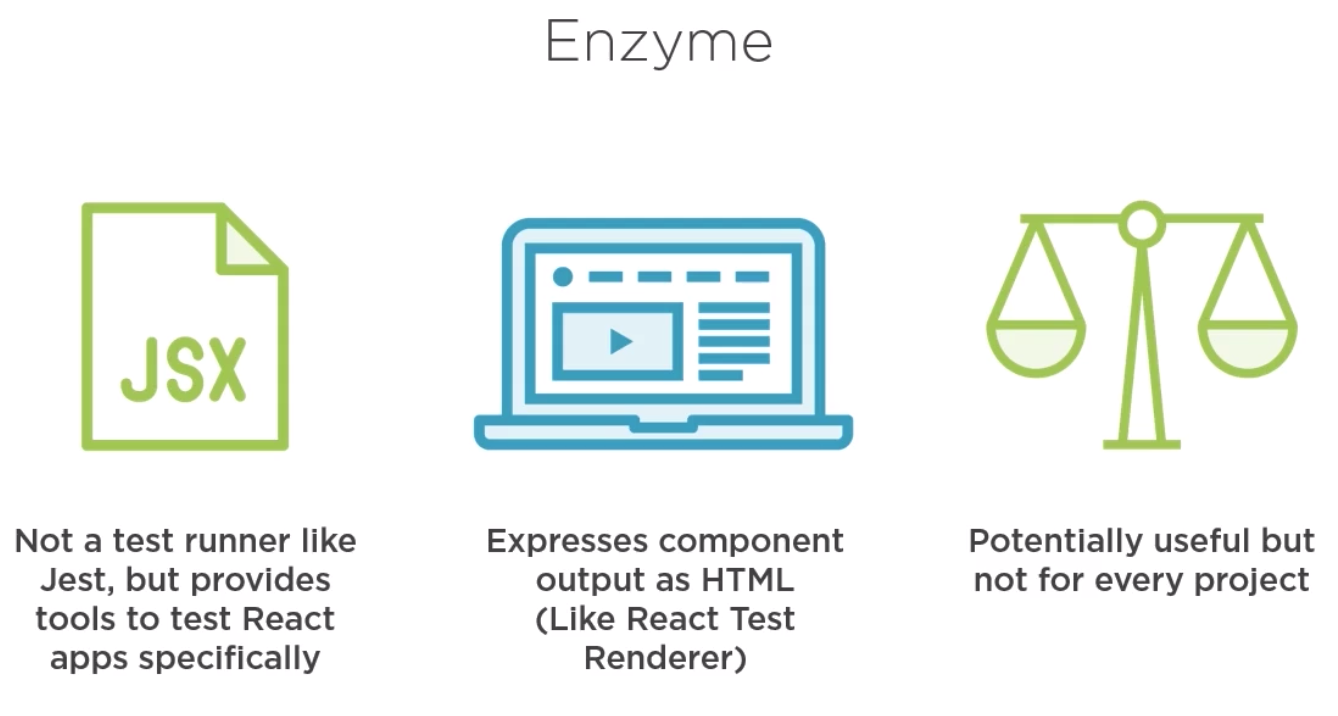 Enzyme
JSX
Not a test runner like
Jest, but provides
tools to test React
apps specifically
Expresses component
output as HTML
(Like React Test
Renderer)
Potentially useful but
not for every project